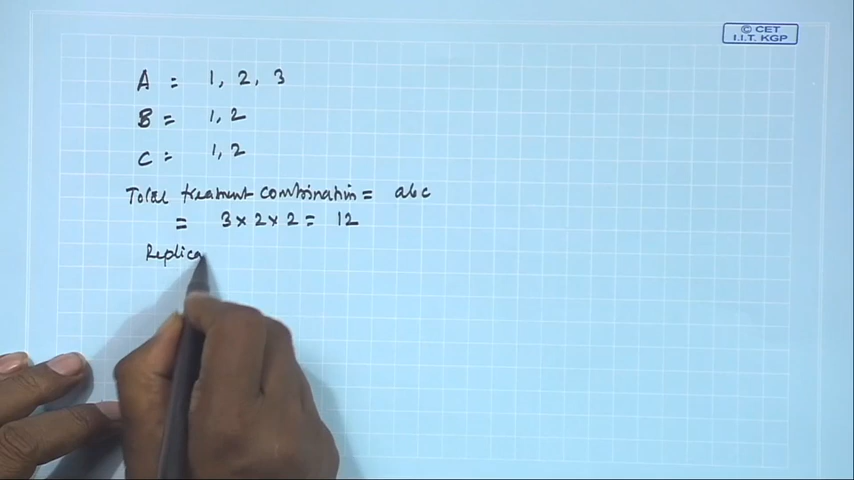 © CET
I.I.T. KGP
A = 1, 2, 3
B = 1, 2
C = 1, 2
Total treatment combination = abc
= 3 × 2 × 2 = 12
Replica